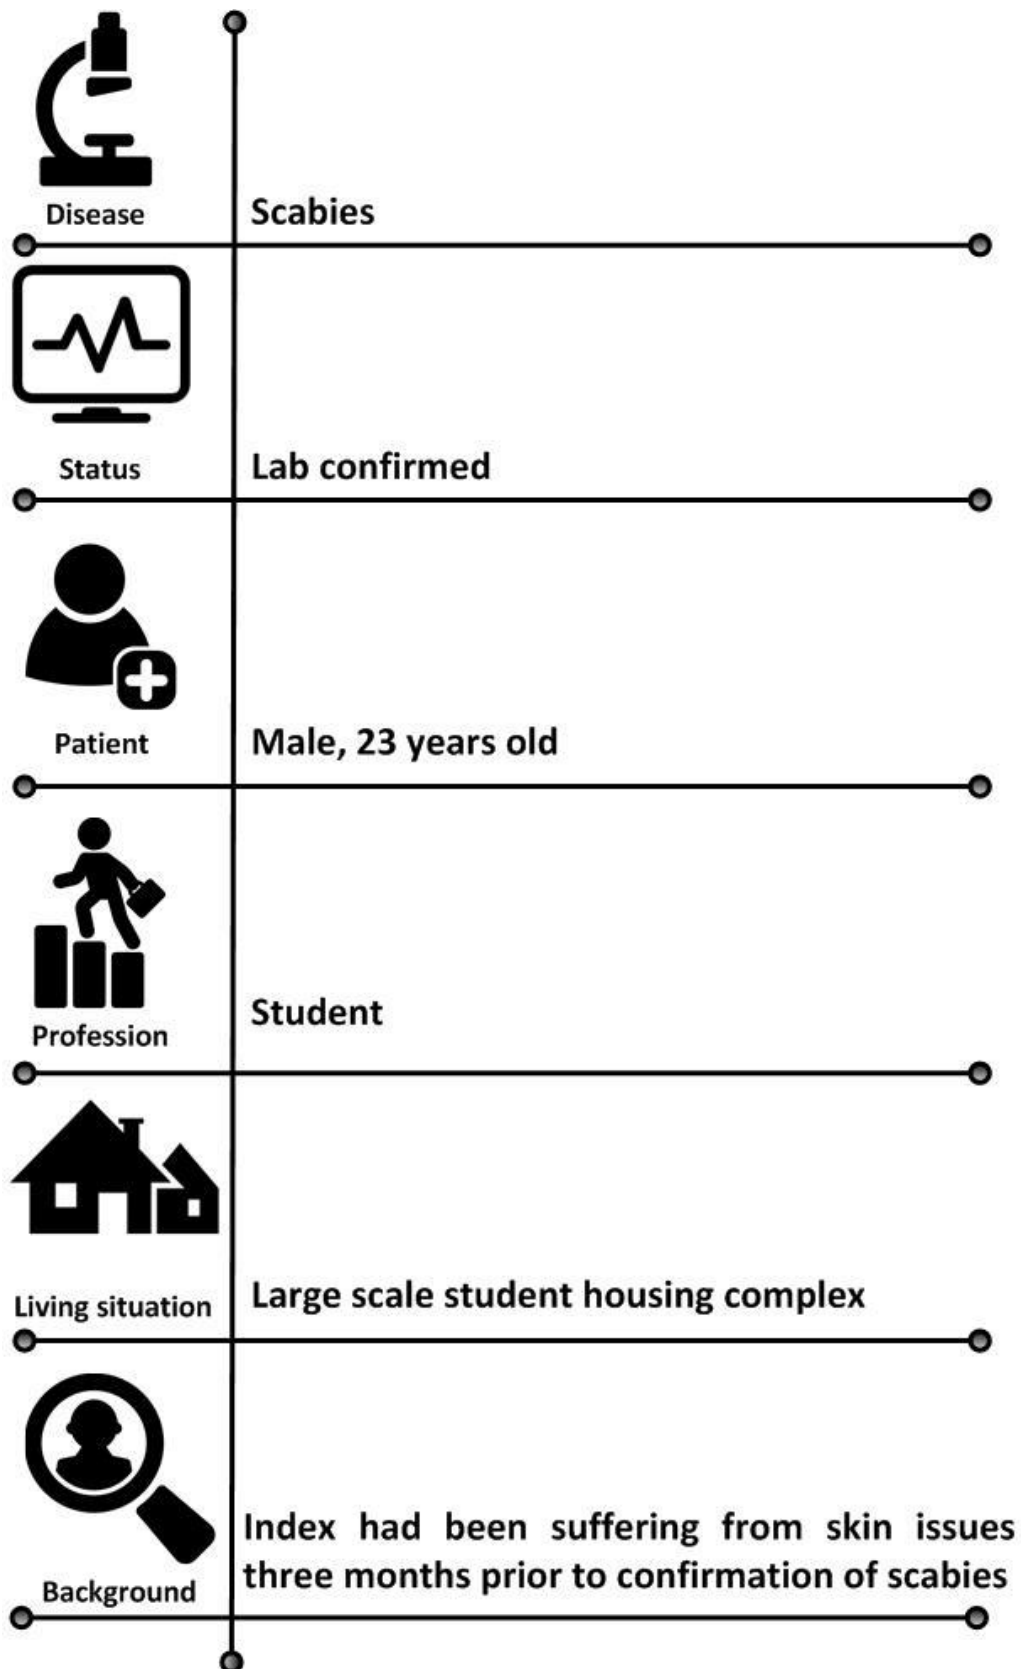 Disease
Scabies
Status
Lab confirmed
Patient
Male, 23 years old
Profession
Student
Living situation
Large scale student housing complex
Background
Index had been suffering from skin issues
three months prior to confirmation of scabies